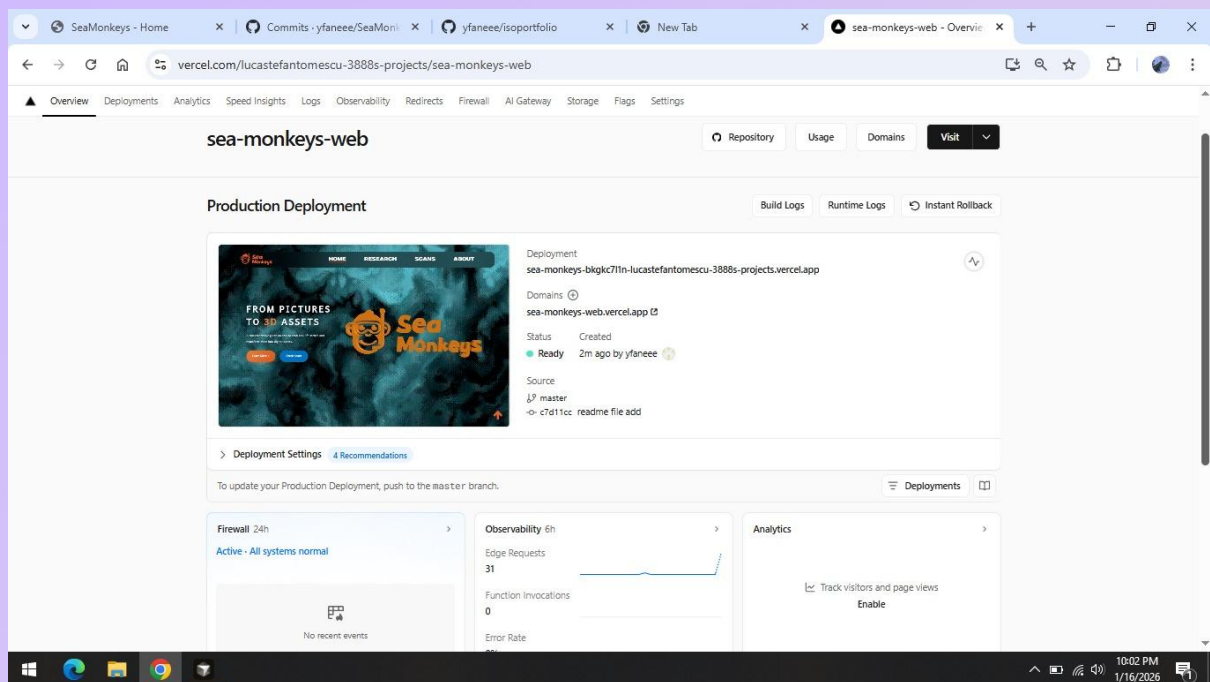 SeaMonkeys - Home
Commits · yfaneee/SeaMonk
yfaneee/isoportfolio
New Tab
sea-monkeys-web - Overvie
vercel.com/lucastefantomescu-3888s-projects/sea-monkeys-web
Overview Deployments Analytics Speed Insights Logs Observability Redirects Firewall AI Gateway Storage Flags Settings
sea-monkeys-web
Repository Usage Domains Visit
Production Deployment
Build Logs Runtime Logs Instant Rollback
Sea
Monkeys
HOME RESEARCH SCANS ABOUT
FROM PICTURES
TO 3D ASSETS
Sea
Monkeys
Deployment
sea-monkeys-bkgkc7l1n-lucastefantomescu-3888s-projects.vercel.app
Domains
sea-monkeys-web.vercel.app
Status Created
Ready 2m ago by yfaneee
Source
master
c7d11cc readme file add
Deployment Settings 4 Recommendations
To update your Production Deployment, push to the master branch.
Deployments
Firewall 24h
Active · All systems normal
No recent events
Observability 6h
Edge Requests
31
Function Invocations
0
Error Rate
Analytics
Track visitors and page views
Enable
10:02 PM
1/16/2026
1